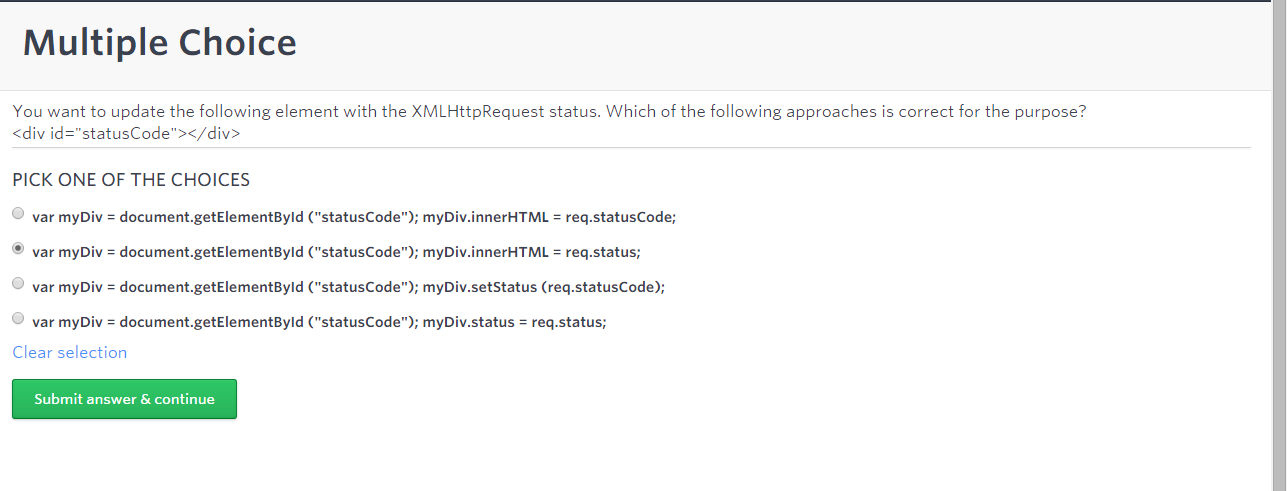 Multiple Choice
You want to update the following element with the XMLHttpRequest status. Which of the following approaches is correct for the purpose?
<div id="statusCode"></div>
PICK ONE OF THE CHOICES
var myDiv = document.getElementById ("statusCode"); myDiv.innerHTML = req.statusCode;
var myDiv = document.getElementById ("statusCode"); myDiv.innerHTML = req.status;
var myDiv = document.getElementById ("statusCode"); myDiv.setStatus (req.statusCode);
var myDiv = document.getElementById ("statusCode"); myDiv.status = req.status;
Clear selection
Submit answer & continue